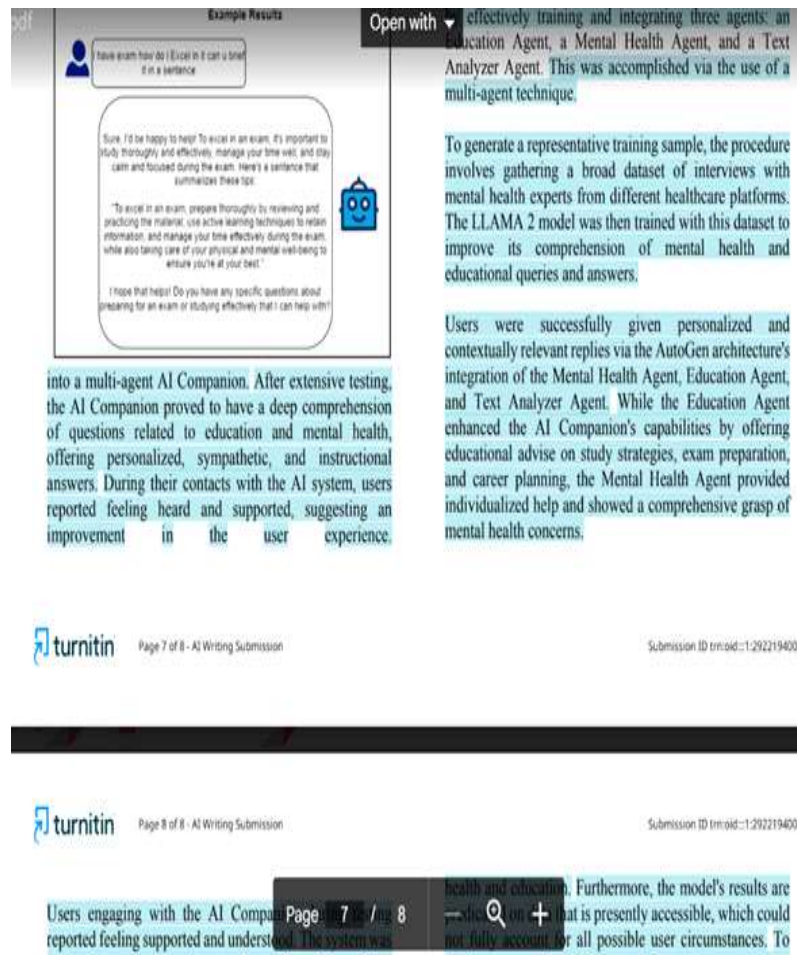 pdf
Open with
Example Results
have exam how do I Excel in it can u brief
it in a sentence
Sure, I'd be happy to help! To excel in an exam, it's important to
study thoroughly and effectively, manage your time well, and stay
calm and focused during the exam. Here's a sentence that
summarizes these tips:
"To excel in an exam, prepare thoroughly by reviewing and
practicing the material, use active learning techniques to retain
information, and manage your time effectively during the exam,
while also taking care of your physical and mental well-being to
ensure you're at your best."
I hope that helps! Do you have any specific questions about
preparing for an exam or studying effectively that I can help with?
into a multi-agent AI Companion. After extensive testing,
the AI Companion proved to have a deep comprehension
of questions related to education and mental health,
offering personalized, sympathetic, and instructional
answers. During their contacts with the AI system, users
reported feeling heard and supported, suggesting an
improvement in the user experience.
effectively training and integrating three agents: an
Education Agent, a Mental Health Agent, and a Text
Analyzer Agent. This was accomplished via the use of a
multi-agent technique.
To generate a representative training sample, the procedure
involves gathering a broad dataset of interviews with
mental health experts from different healthcare platforms.
The LLAMA 2 model was then trained with this dataset to
improve its comprehension of mental health and
educational queries and answers.
Users were successfully given personalized and
contextually relevant replies via the AutoGen architecture's
integration of the Mental Health Agent, Education Agent,
and Text Analyzer Agent. While the Education Agent
enhanced the AI Companion's capabilities by offering
educational advise on study strategies, exam preparation,
and career planning, the Mental Health Agent provided
individualized help and showed a comprehensive grasp of
mental health concerns.
turnitin Page 7 of 8 - AI Writing Submission Submission ID trn:oid:::1:292219400
turnitin Page 8 of 8 - AI Writing Submission Submission ID trn:oid:::1:292219400
Users engaging with the AI Companion during testing
reported feeling supported and understood. The system was
health and education. Furthermore, the model's results are
that is presently accessible, which could
not fully account for all possible user circumstances. To
Page 7 / 8